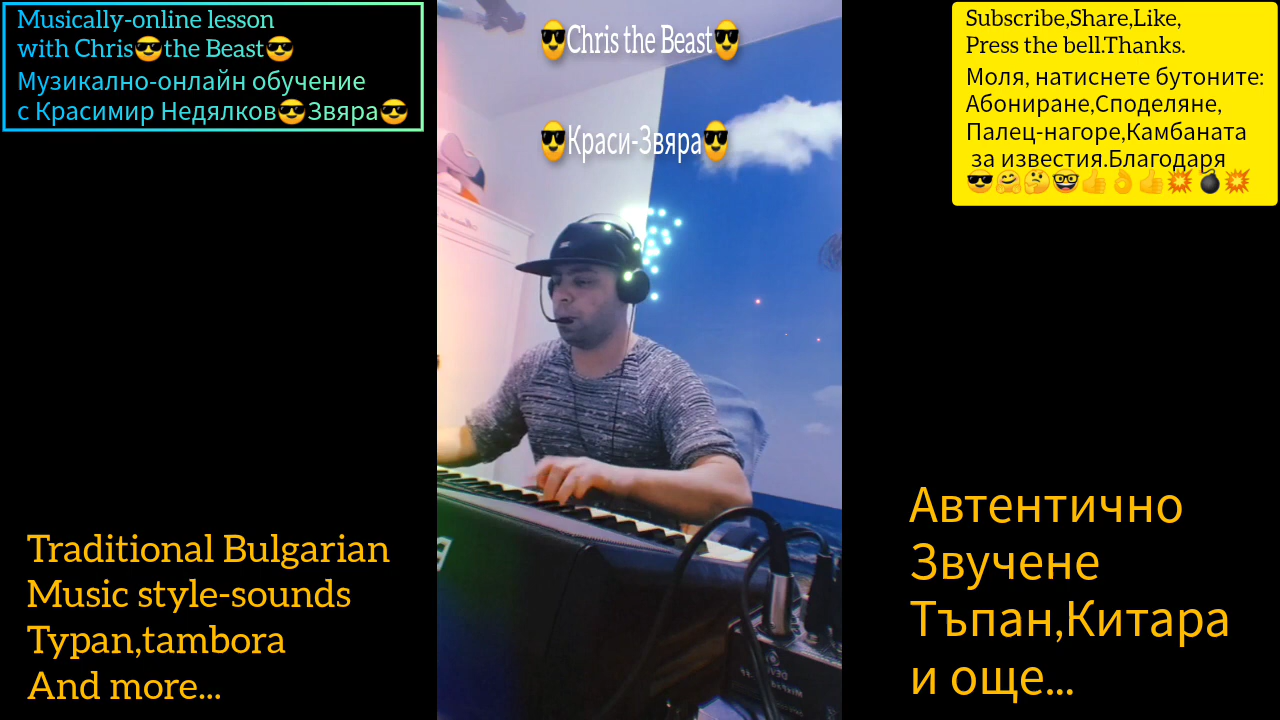 Musically-online lesson
with Chris😎the Beast😎
Музикално-онлайн обучение
с Красимир Недялков😎Звяра😎
😎Chris the Beast😎
😎Краси-Звяра😎
Subscribe,Share,Like,
Press the bell.Thanks.
Моля, натиснете бутоните:
Абониране,Споделяне,
Палец-нагоре,Камбаната
за известия.Благодаря
😎🤗🤔🤓👍👌👍💥💣💥
Traditional Bulgarian
Music style-sounds
Typan,tambora
And more...
Автентично
Звучене
Тъпан,Китара
и още...